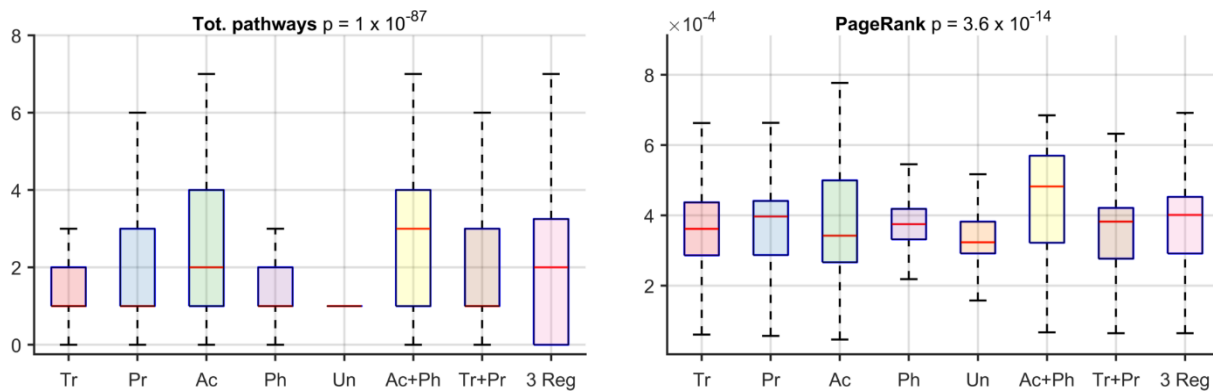 Tot. pathways p = 1 x 10-87
8
6
4
2
0
Tr Pr Ac Ph Un Ac+Ph Tr+Pr 3 Reg
×10-4 PageRank p = 3.6 x 10-14
8
6
4
2
Tr Pr Ac Ph Un Ac+Ph Tr+Pr 3 Reg